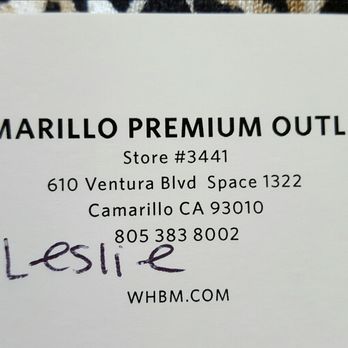 MARILLO PREMIUM OUTL
Store #3441
610 Ventura Blvd Space 1322
Camarillo CA 93010
805 383 8002
Leslie
WHBM.COM